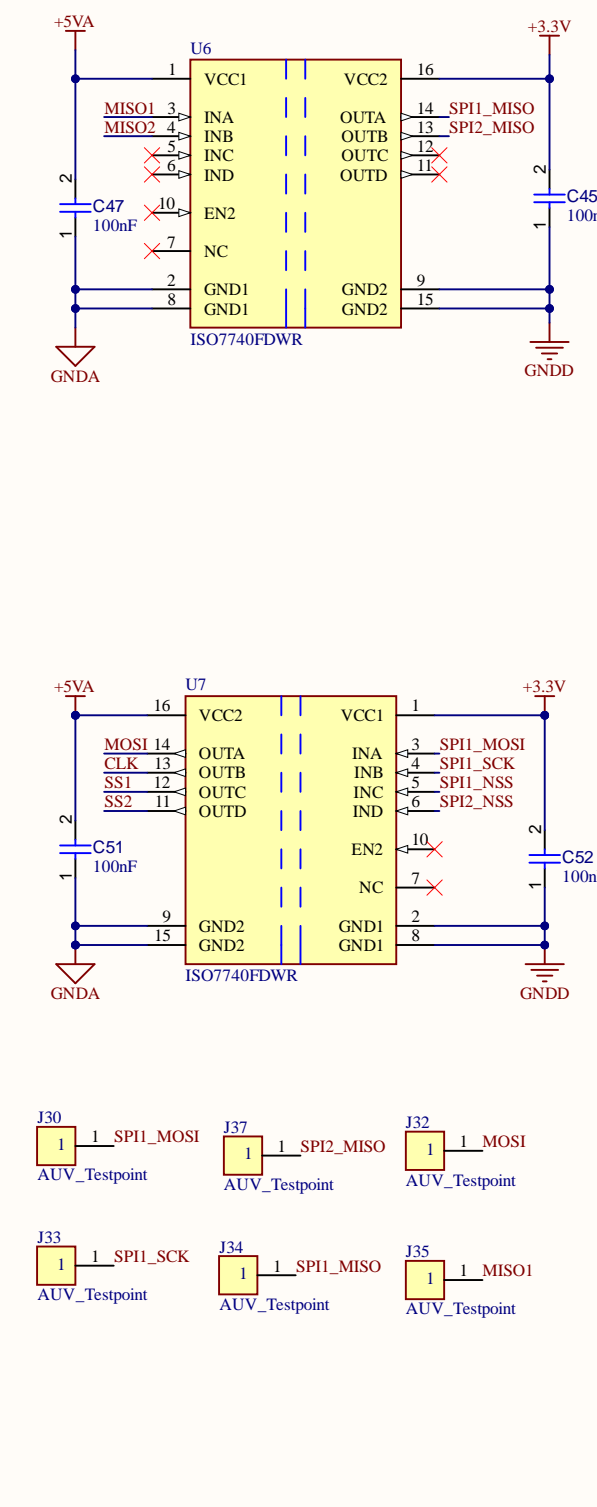 +5VA
+3.3V
U6
1 VCC1 VCC2 16
MISO1 3 INA OUTA 14 SPI1_MISO
MISO2 4 INB OUTB 13 SPI2_MISO
5 INC OUTC 12
6 IND OUTD 11
10 EN2
7 NC
2 C47 1 100nF
2 C45 1 100n
2 GND1 GND2 9
8 GND1 GND2 15
ISO7740FDWR
GNDA
GNDD
+5VA
+3.3V
U7
16 VCC2 VCC1 1
MOSI 14 OUTA INA 3 SPI1_MOSI
CLK 13 OUTB INB 4 SPI1_SCK
SS1 12 OUTC INC 5 SPI1_NSS
SS2 11 OUTD IND 6 SPI2_NSS
EN2 10
NC 7
2 C51 1 100nF
2 C52 1 100n
9 GND2 GND1 2
15 GND2 GND1 8
ISO7740FDWR
GNDA
GNDD
J30
1 1 SPI1_MOSI
AUV_Testpoint
J37
1 1 SPI2_MISO
AUV_Testpoint
J32
1 1 MOSI
AUV_Testpoint
J33
1 1 SPI1_SCK
AUV_Testpoint
J34
1 1 SPI1_MISO
AUV_Testpoint
J35
1 1 MISO1
AUV_Testpoint